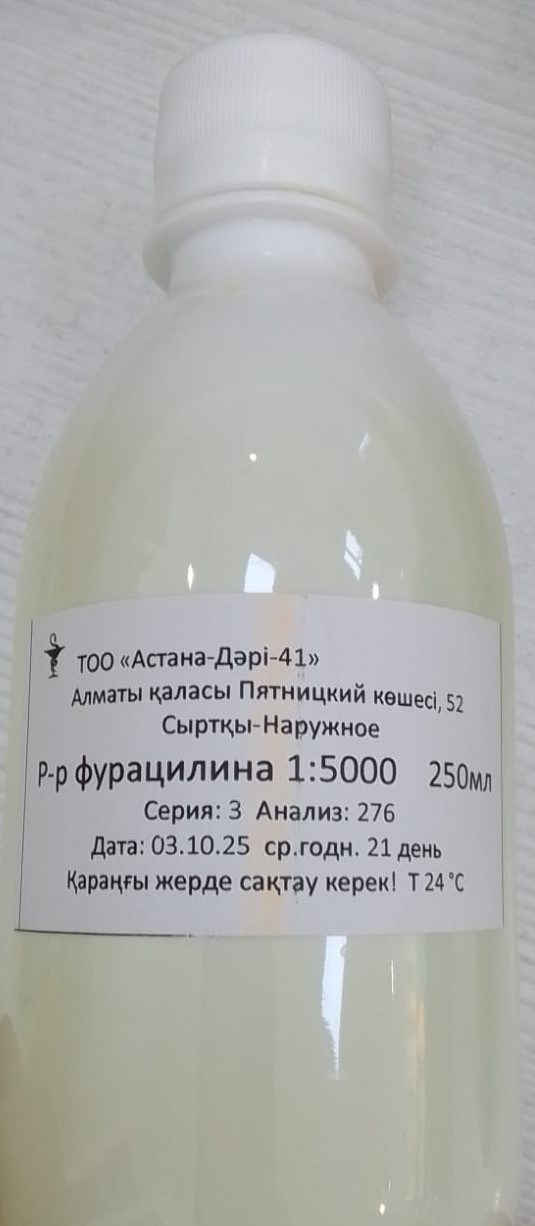 ТОО «Астана-Дәрі-41»
Алматы қаласы Пятницкий көшесі, 52
Сыртқы-Наружное
Р-р фурацилина 1:5000 250мл
Серия: 3 Анализ: 276
Дата: 03.10.25 ср.годн. 21 день
Қараңғы жерде сақтау керек! Т 24 °C